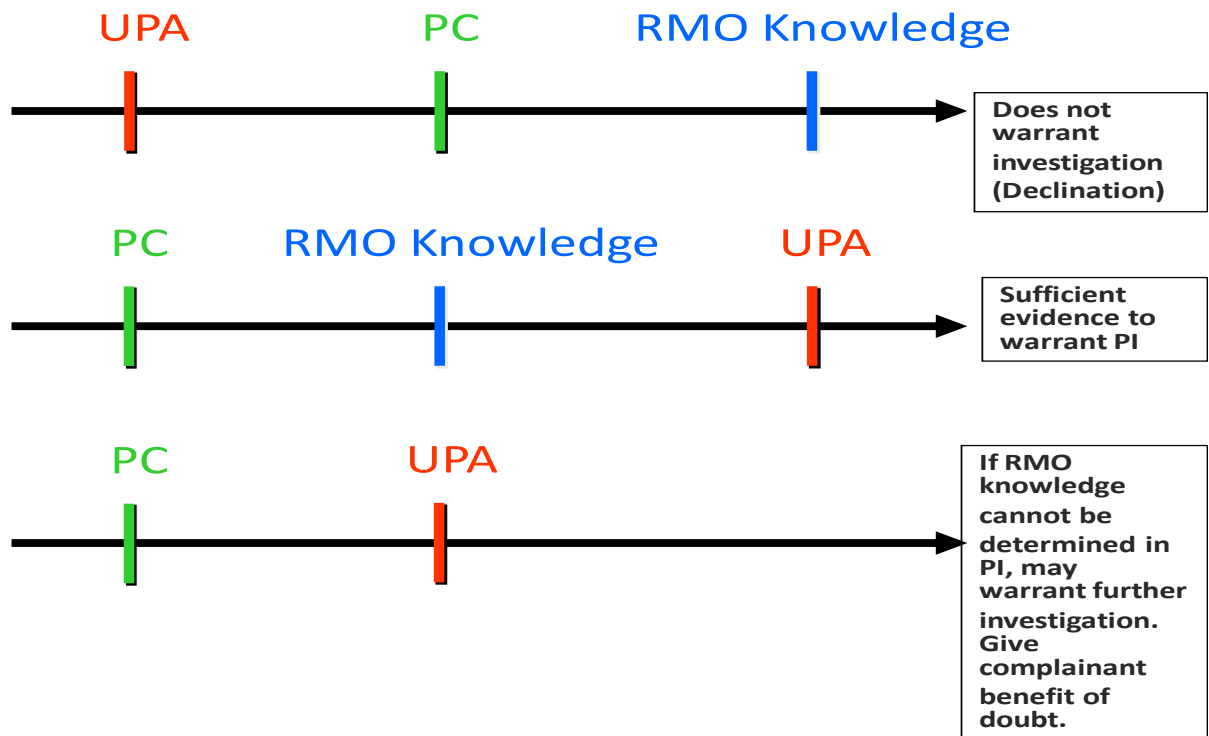 UPA PC RMO Knowledge
Does not
warrant
investigation
(Declination)
PC RMO Knowledge UPA
Sufficient
evidence to
warrant PI
PC UPA
If RMO
knowledge
cannot be
determined in
PI, may
warrant further
investigation.
Give
complainant
benefit of
doubt.